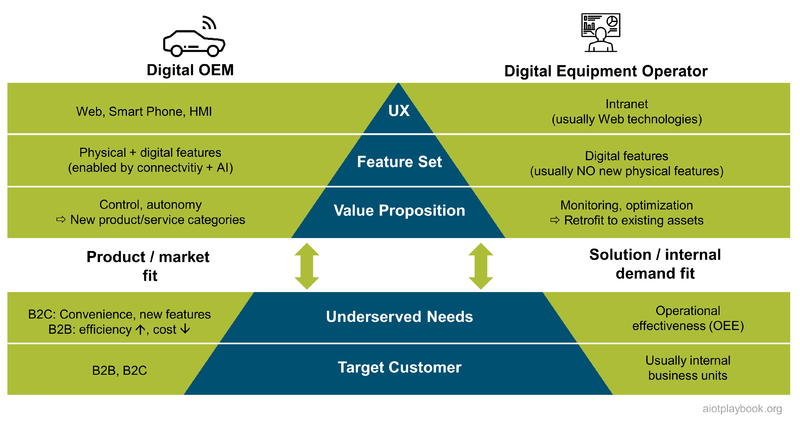 Digital OEM
Digital Equipment Operator
Web, Smart Phone, HMI
UX
Intranet
(usually Web technologies)
Physical + digital features
(enabled by connectvitiy + AI)
Feature Set
Digital features
(usually NO new physical features)
Control, autonomy
⇨ New product/service categories
Value Proposition
Monitoring, optimization
⇨ Retrofit to existing assets
Product / market
fit
Solution / internal
demand fit
B2C: Convenience, new features
B2B: efficiency ↑, cost ↓
Underserved Needs
Operational
effectiveness (OEE)
B2B, B2C
Target Customer
Usually internal
business units
aiotplaybook.org